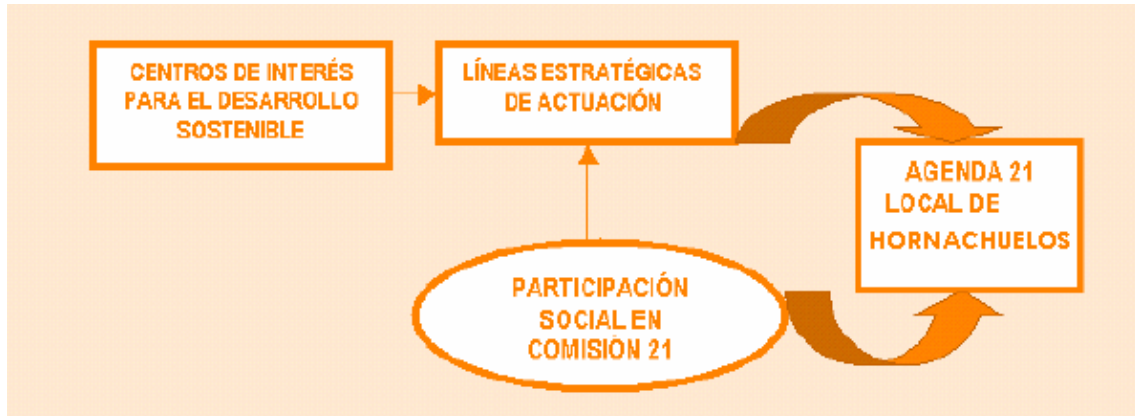 CENTROS DE INTERÉS
PARA EL DESARROLLO
SOSTENIBLE
LÍNEAS ESTRATÉGICAS
DE ACTUACIÓN
AGENDA 21
LOCAL DE
HORNACHUELOS
PARTICIPACIÓN
SOCIAL EN
COMISIÓN 21